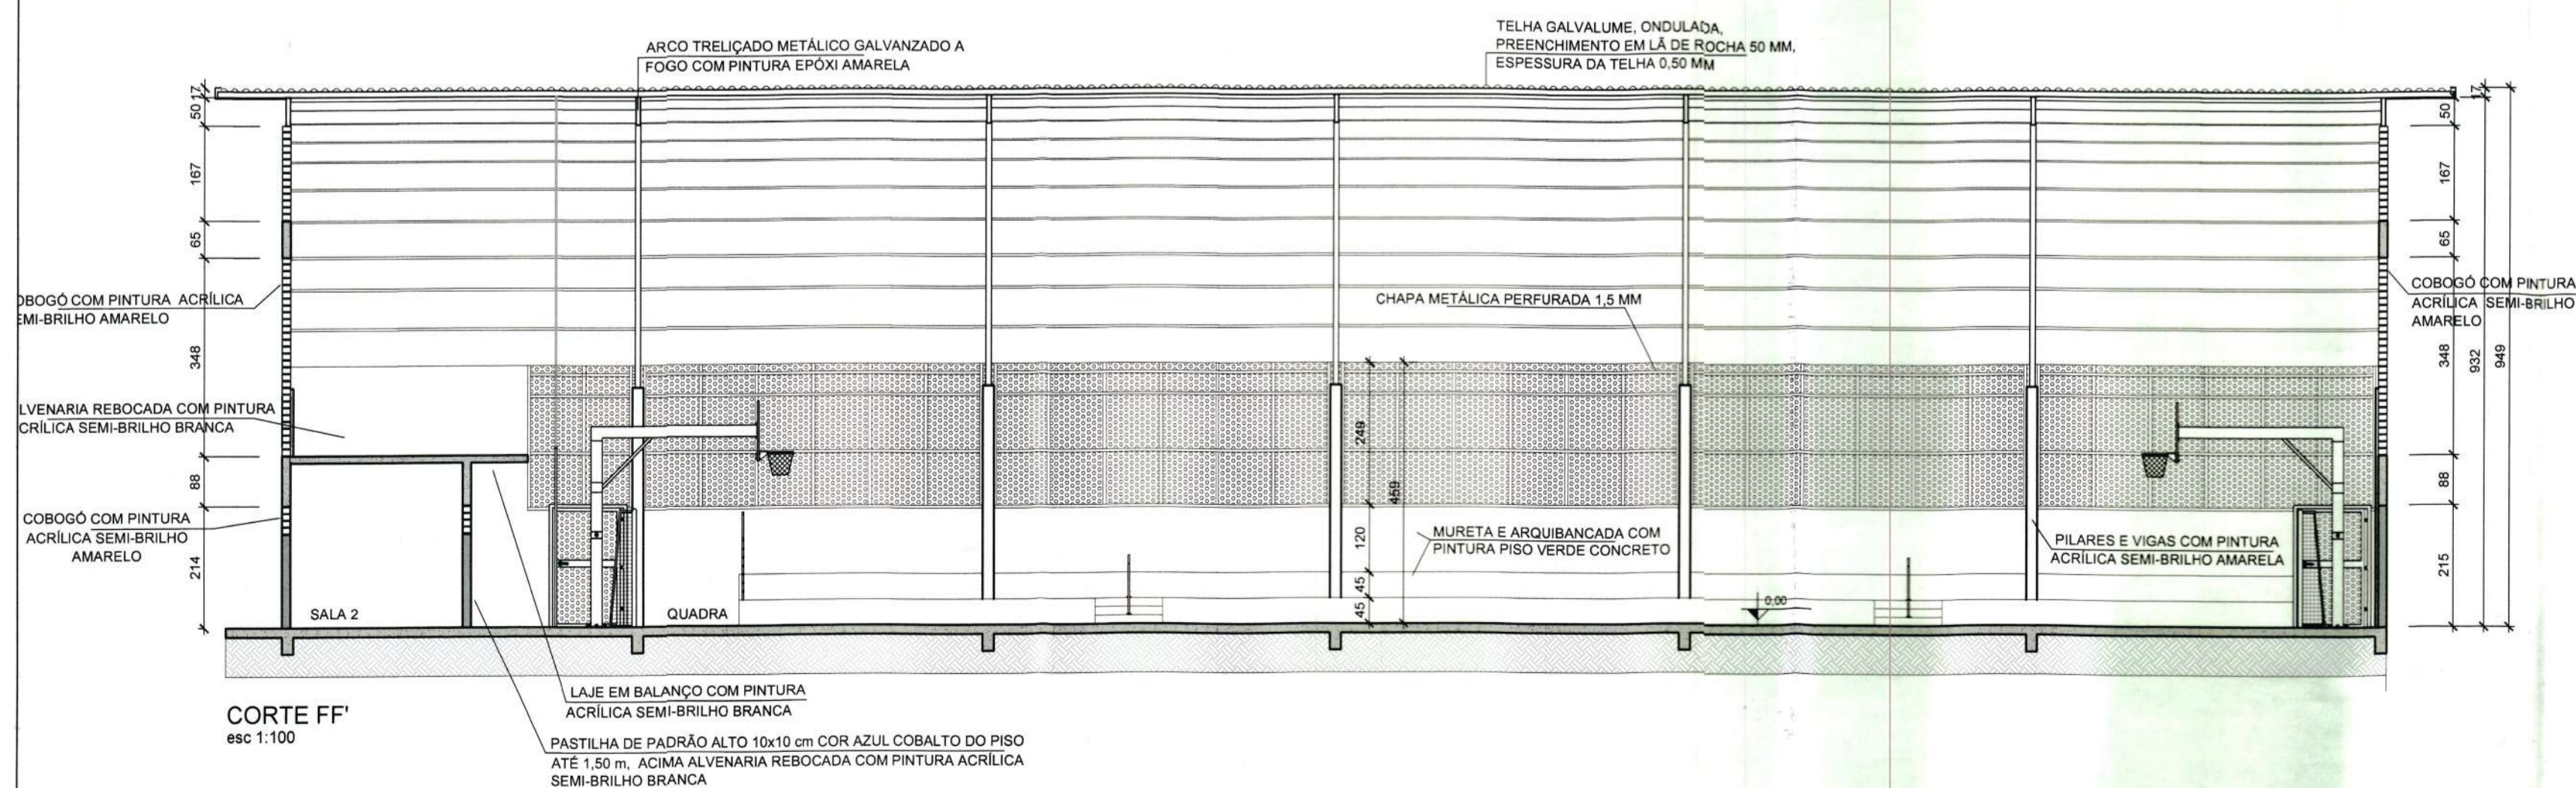 TELHA GALVALUME, ONDULADA,
PREENCHIMENTO EM LÃ DE ROCHA 50 MM,
ESPESSURA DA TELHA 0,50 MM
ARCO TRELIÇADO METÁLICO GALVANZADO A
FOGO COM PINTURA EPÓXI AMARELA
17
50
167
65
348
88
214
OBOGÓ COM PINTURA ACRÍLICA
EMI-BRILHO AMARELO
LVENARIA REBOCADA COM PINTURA
CRÍLICA SEMI-BRILHO BRANCA
COBOGÓ COM PINTURA
ACRÍLICA SEMI-BRILHO
AMARELO
CHAPA METÁLICA PERFURADA 1,5 MM
248
459
120
45
45
MURETA E ARQUIBANCADA COM
PINTURA PISO VERDE CONCRETO
0,00
PILARES E VIGAS COM PINTURA
ACRÍLICA SEMI-BRILHO AMARELA
17
50
167
65
348
88
215
932
949
COBOGÓ COM PINTURA
ACRÍLICA SEMI-BRILHO
AMARELO
SALA 2
QUADRA
LAJE EM BALANÇO COM PINTURA
ACRÍLICA SEMI-BRILHO BRANCA
PASTILHA DE PADRÃO ALTO 10x10 cm COR AZUL COBALTO DO PISO
ATÉ 1,50 m, ACIMA ALVENARIA REBOCADA COM PINTURA ACRÍLICA
SEMI-BRILHO BRANCA
CORTE FF'
esc 1:100